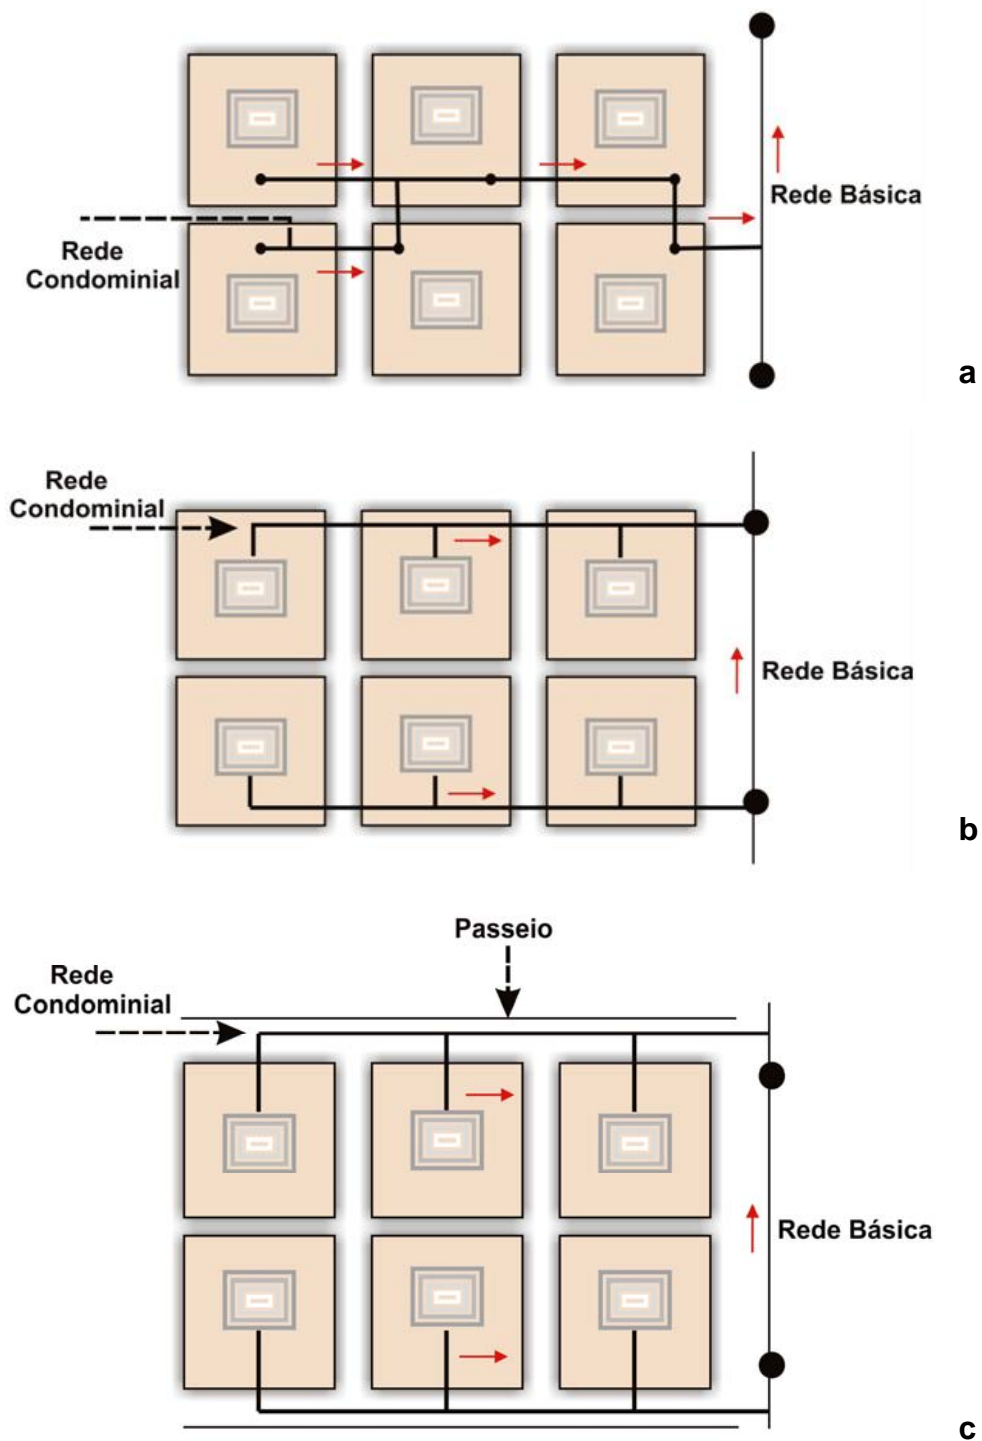 Rede Básica
Rede
Condominial
a
Rede
Condominial
Rede Básica
b
Passeio
Rede
Condominial
Rede Básica
c